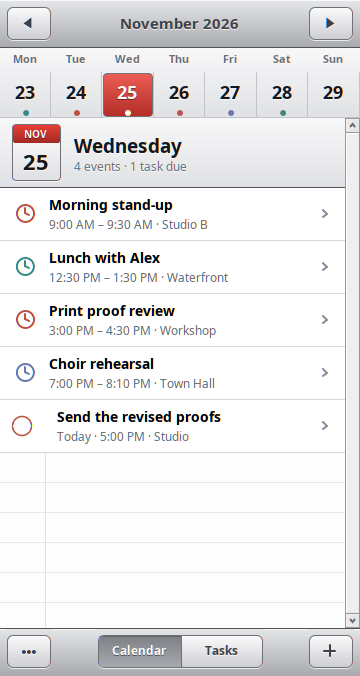 November 2026
Mon Tue Wed Thu Fri Sat Sun
23 24 25 26 27 28 29
NOV
25
Wednesday
4 events · 1 task due
Morning stand-up
9:00 AM – 9:30 AM · Studio B
Lunch with Alex
12:30 PM – 1:30 PM · Waterfront
Print proof review
3:00 PM – 4:30 PM · Workshop
Choir rehearsal
7:00 PM – 8:10 PM · Town Hall
Send the revised proofs
Today · 5:00 PM · Studio
Calendar Tasks